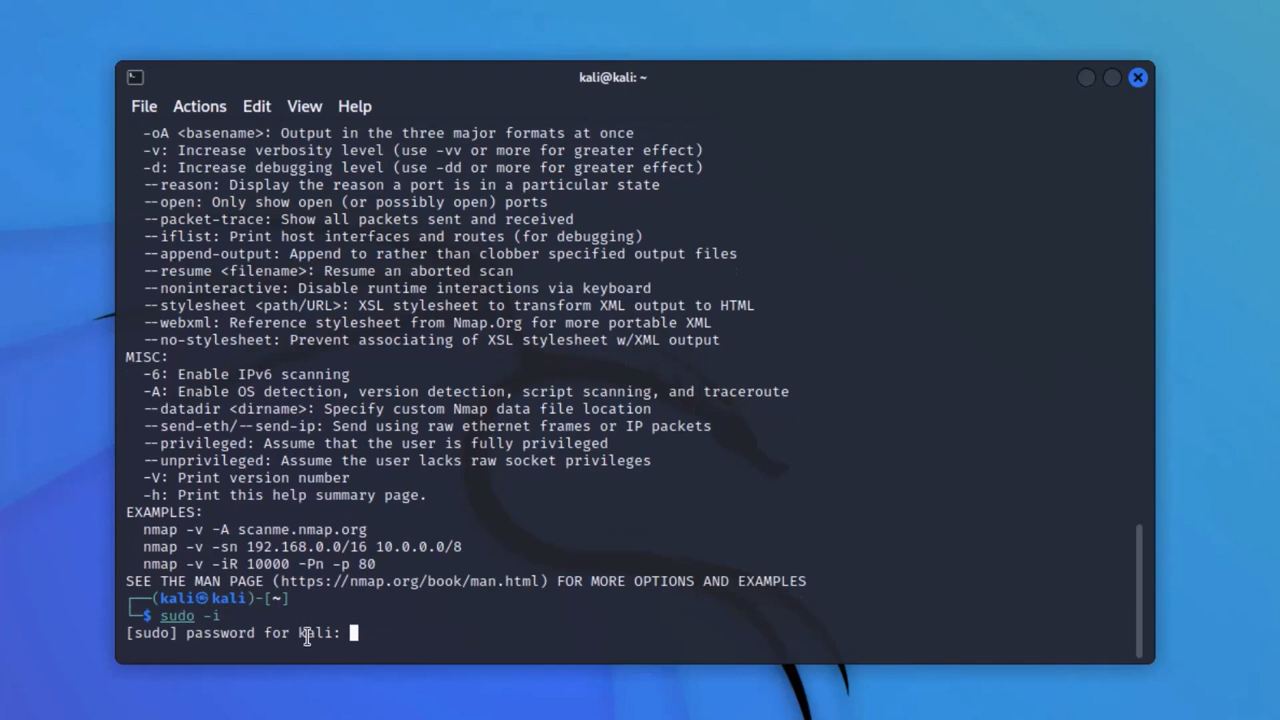 kali@kali: ~
File Actions Edit View Help
-oA <basename>: Output in the three major formats at once
-v: Increase verbosity level (use -vv or more for greater effect)
-d: Increase debugging level (use -dd or more for greater effect)
--reason: Display the reason a port is in a particular state
--open: Only show open (or possibly open) ports
--packet-trace: Show all packets sent and received
--iflist: Print host interfaces and routes (for debugging)
--append-output: Append to rather than clobber specified output files
--resume <filename>: Resume an aborted scan
--noninteractive: Disable runtime interactions via keyboard
--stylesheet <path/URL>: XSL stylesheet to transform XML output to HTML
--webxml: Reference stylesheet from Nmap.Org for more portable XML
--no-stylesheet: Prevent associating of XSL stylesheet w/XML output
MISC:
-6: Enable IPv6 scanning
-A: Enable OS detection, version detection, script scanning, and traceroute
--datadir <dirname>: Specify custom Nmap data file location
--send-eth/--send-ip: Send using raw ethernet frames or IP packets
--privileged: Assume that the user is fully privileged
--unprivileged: Assume the user lacks raw socket privileges
-V: Print version number
-h: Print this help summary page.
EXAMPLES:
nmap -v -A scanme.nmap.org
nmap -v -sn 192.168.0.0/16 10.0.0.0/8
nmap -v -iR 10000 -Pn -p 80
SEE THE MAN PAGE (https://nmap.org/book/man.html) FOR MORE OPTIONS AND EXAMPLES
┌──(kali㉿kali)-[~]
└─$ sudo -i
[sudo] password for kali: